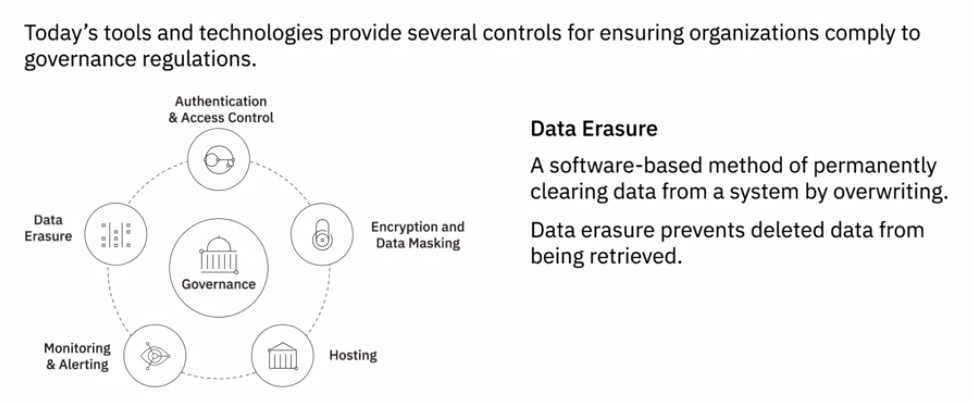 Today's tools and technologies provide several controls for ensuring organizations comply to
governance regulations.
Authentication
& Access Control
Data
Erasure
Encryption and
Data Masking
Governance
Monitoring
& Alerting
Hosting
Data Erasure
A software-based method of permanently
clearing data from a system by overwriting.
Data erasure prevents deleted data from
being retrieved.